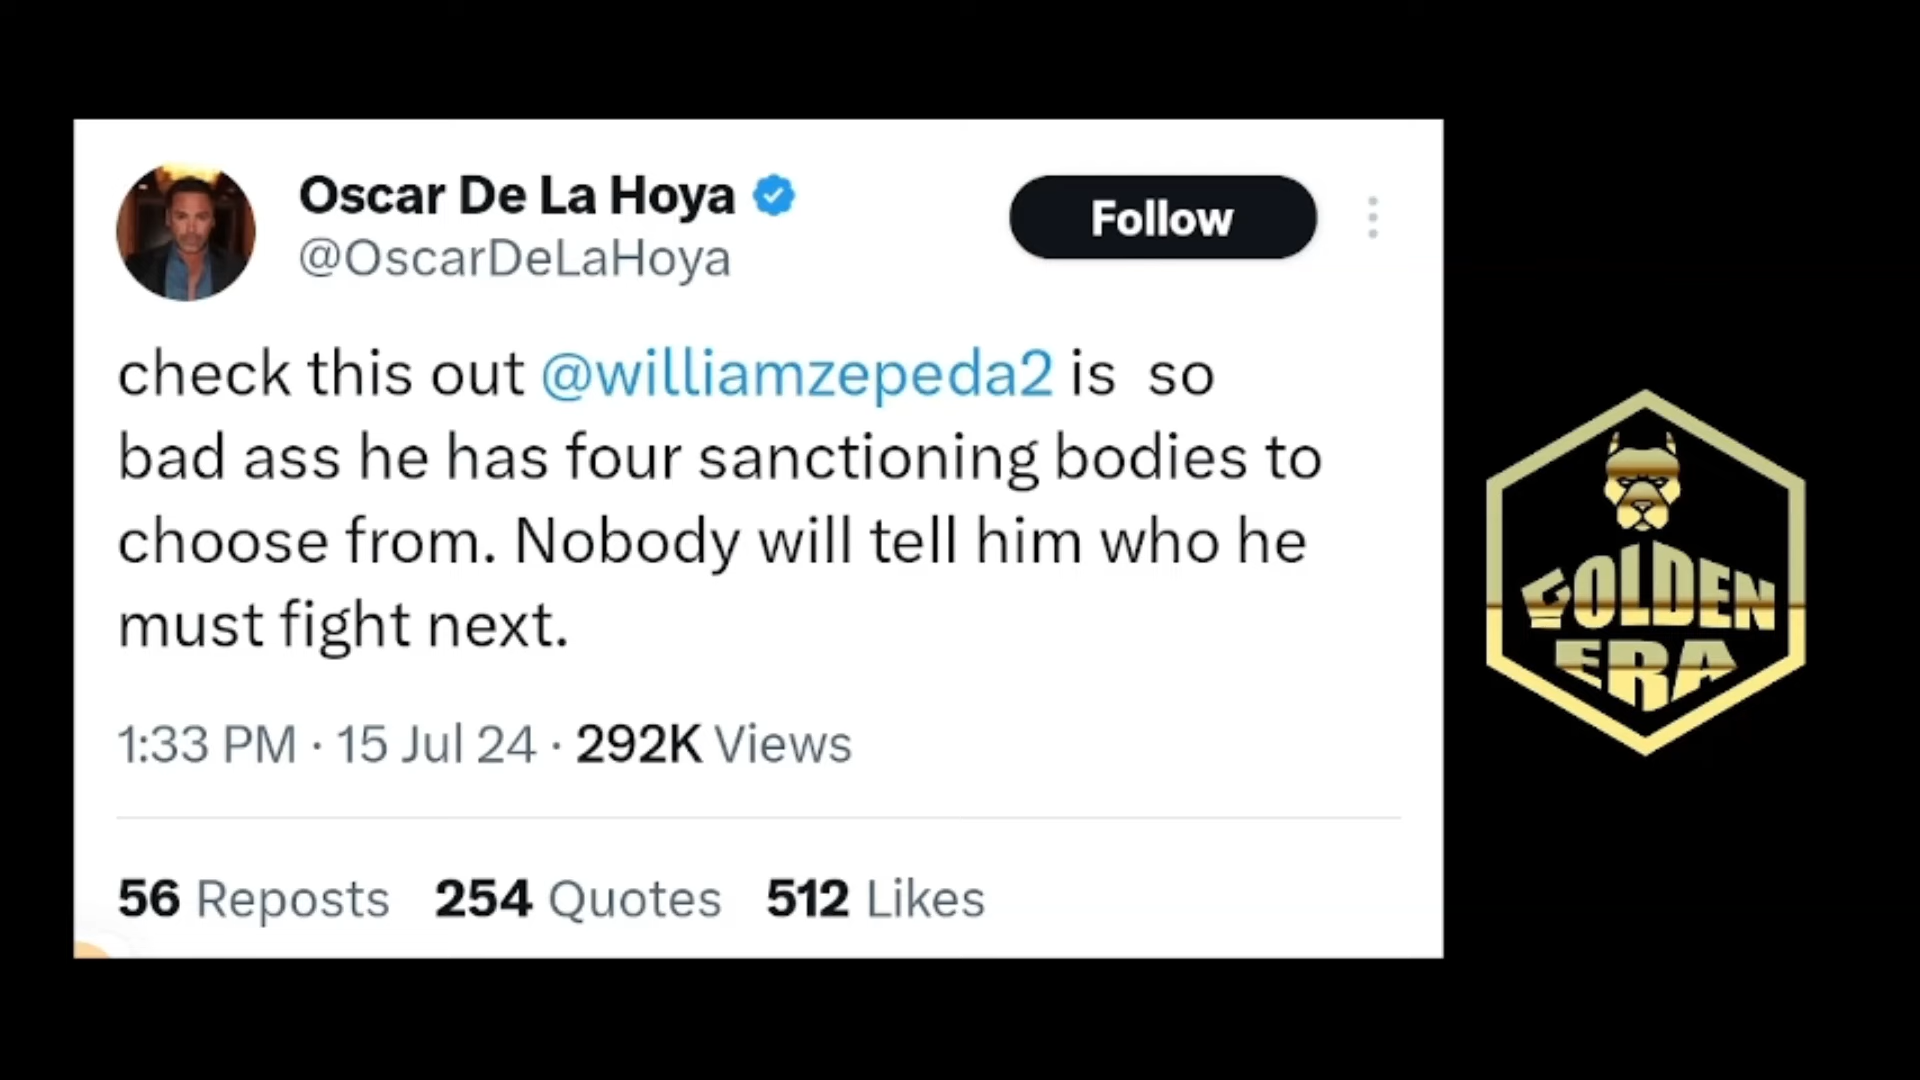 Oscar De La Hoya
@OscarDeLaHoya
Follow
check this out @williamzepeda2 is  so
bad ass he has four sanctioning bodies to
choose from. Nobody will tell him who he
must fight next.
1:33 PM · 15 Jul 24 · 292K Views
56 Reposts 254 Quotes 512 Likes
GOLDEN
ERA